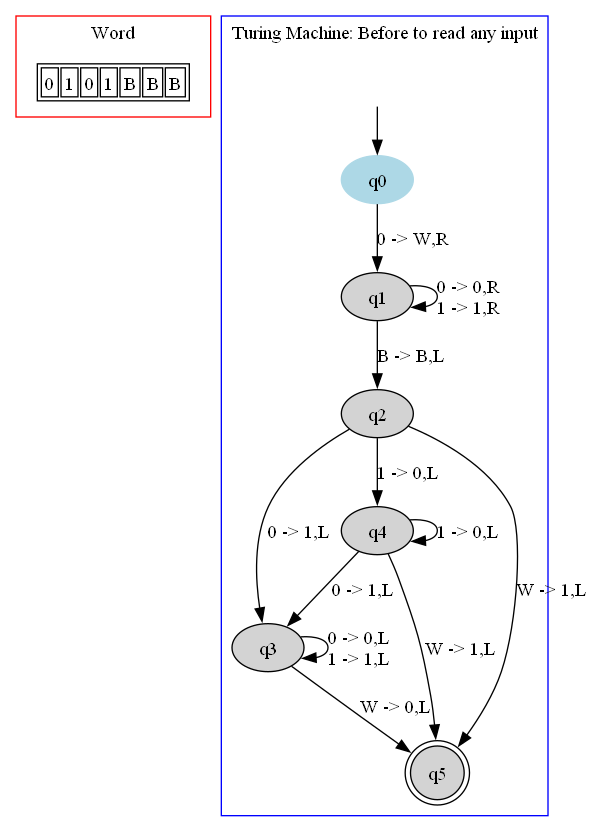 Word
0 1 0 1 B B B
Turing Machine: Before to read any input
q0
0 -> W,R
q1
0 -> 0,R
1 -> 1,R
B -> B,L
q2
1 -> 0,L
0 -> 1,L
q4
1 -> 0,L
0 -> 1,L
W -> 1,L
q3
0 -> 0,L
1 -> 1,L
W -> 1,L
W -> 0,L
q5